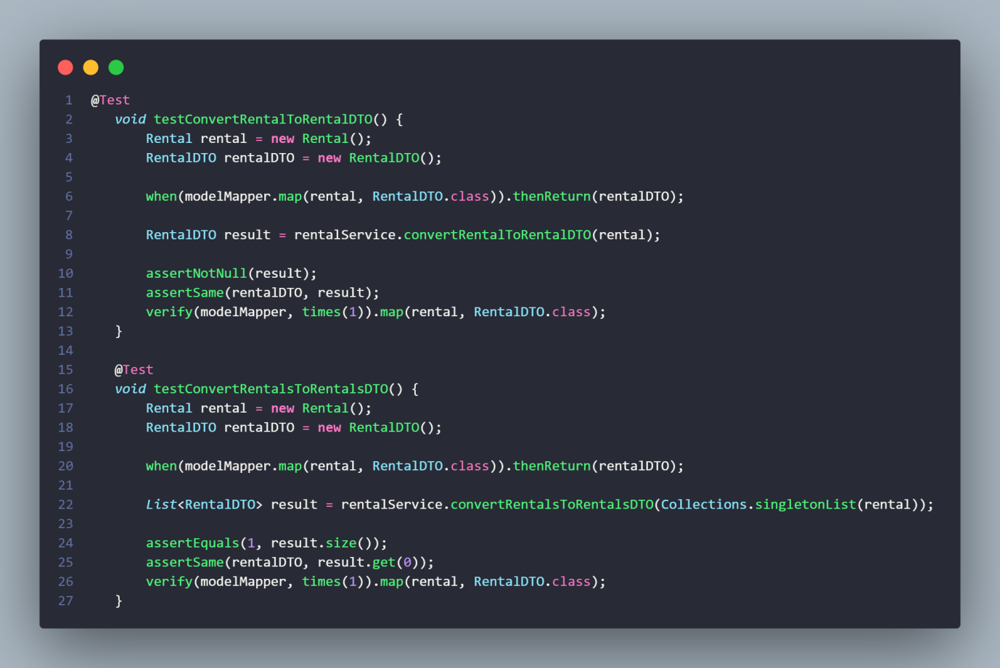 1 @Test
2    void testConvertRentalToRentalDTO() {
3        Rental rental = new Rental();
4        RentalDTO rentalDTO = new RentalDTO();
5
6        when(modelMapper.map(rental, RentalDTO.class)).thenReturn(rentalDTO);
7
8        RentalDTO result = rentalService.convertRentalToRentalDTO(rental);
9
10        assertNotNull(result);
11        assertSame(rentalDTO, result);
12        verify(modelMapper, times(1)).map(rental, RentalDTO.class);
13    }
14
15    @Test
16    void testConvertRentalsToRentalsDTO() {
17        Rental rental = new Rental();
18        RentalDTO rentalDTO = new RentalDTO();
19
20        when(modelMapper.map(rental, RentalDTO.class)).thenReturn(rentalDTO);
21
22        List<RentalDTO> result = rentalService.convertRentalsToRentalsDTO(Collections.singletonList(rental));
23
24        assertEquals(1, result.size());
25        assertSame(rentalDTO, result.get(0));
26        verify(modelMapper, times(1)).map(rental, RentalDTO.class);
27    }